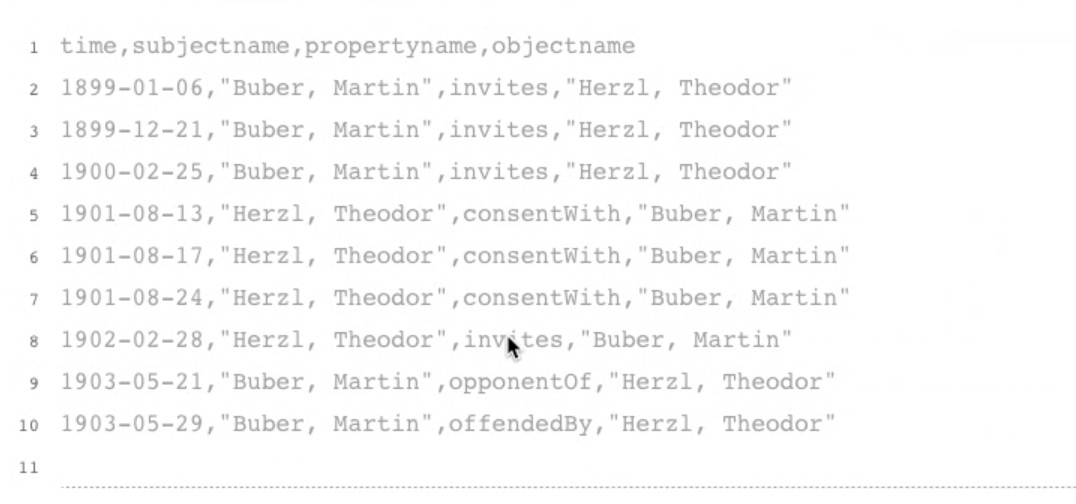 1 time,subjectname,propertyname,objectname
2 1899-01-06,"Buber, Martin",invites,"Herzl, Theodor"
3 1899-12-21,"Buber, Martin",invites,"Herzl, Theodor"
4 1900-02-25,"Buber, Martin",invites,"Herzl, Theodor"
5 1901-08-13,"Herzl, Theodor",consentWith,"Buber, Martin"
6 1901-08-17,"Herzl, Theodor",consentWith,"Buber, Martin"
7 1901-08-24,"Herzl, Theodor",consentWith,"Buber, Martin"
8 1902-02-28,"Herzl, Theodor",invites,"Buber, Martin"
9 1903-05-21,"Buber, Martin",opponentOf,"Herzl, Theodor"
10 1903-05-29,"Buber, Martin",offendedBy,"Herzl, Theodor"
11